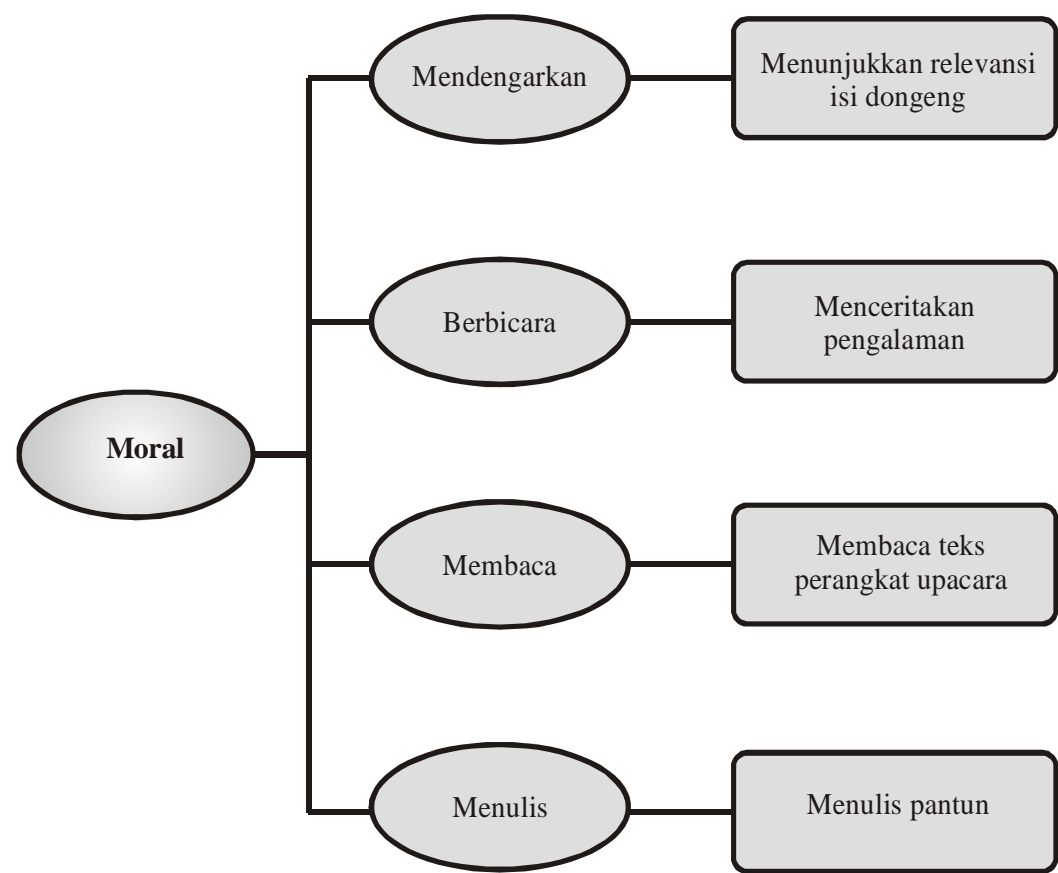 Mendengarkan
Menunjukkan relevansi
isi dongeng
Berbicara
Menceritakan
pengalaman
Moral
Membaca
Membaca teks
perangkat upacara
Menulis
Menulis pantun